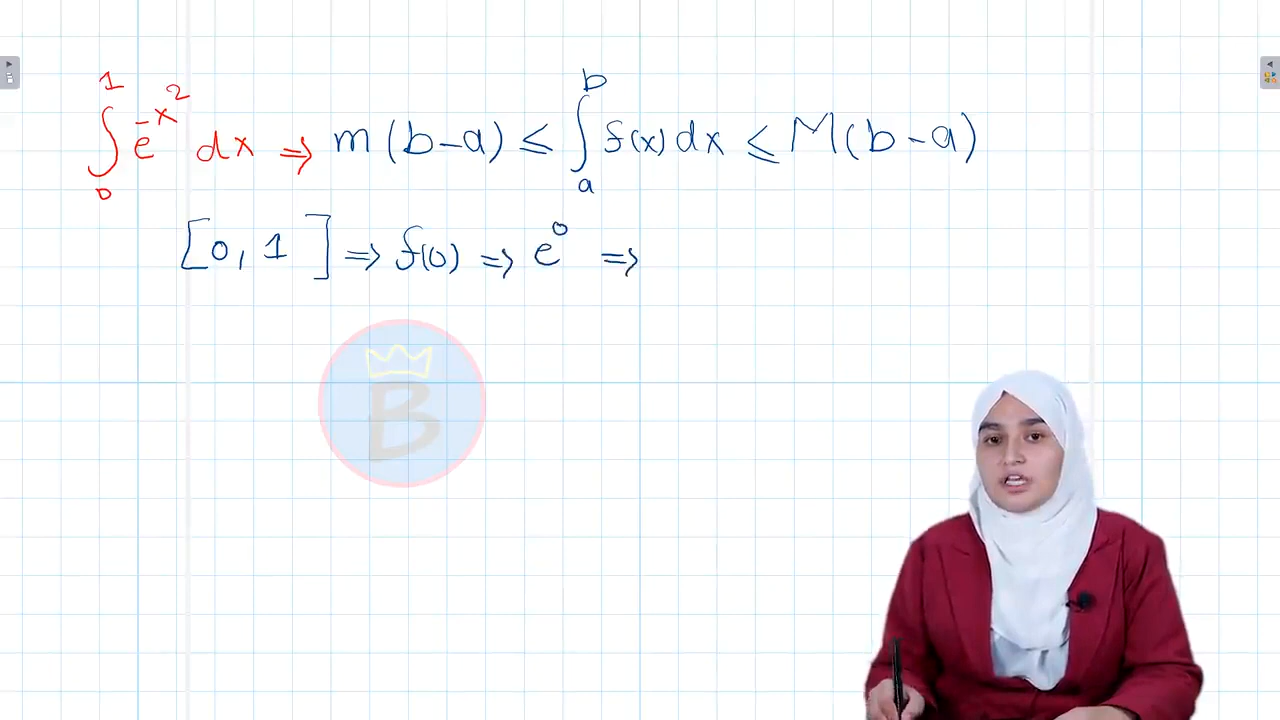 ∫₀¹ e^{-x²} dx ⇒ m(b-a) ≤ ∫ₐᵇ f(x)dx ≤ M(b-a)
[0, 1] ⇒ f(0) ⇒ e⁰ ⇒
B